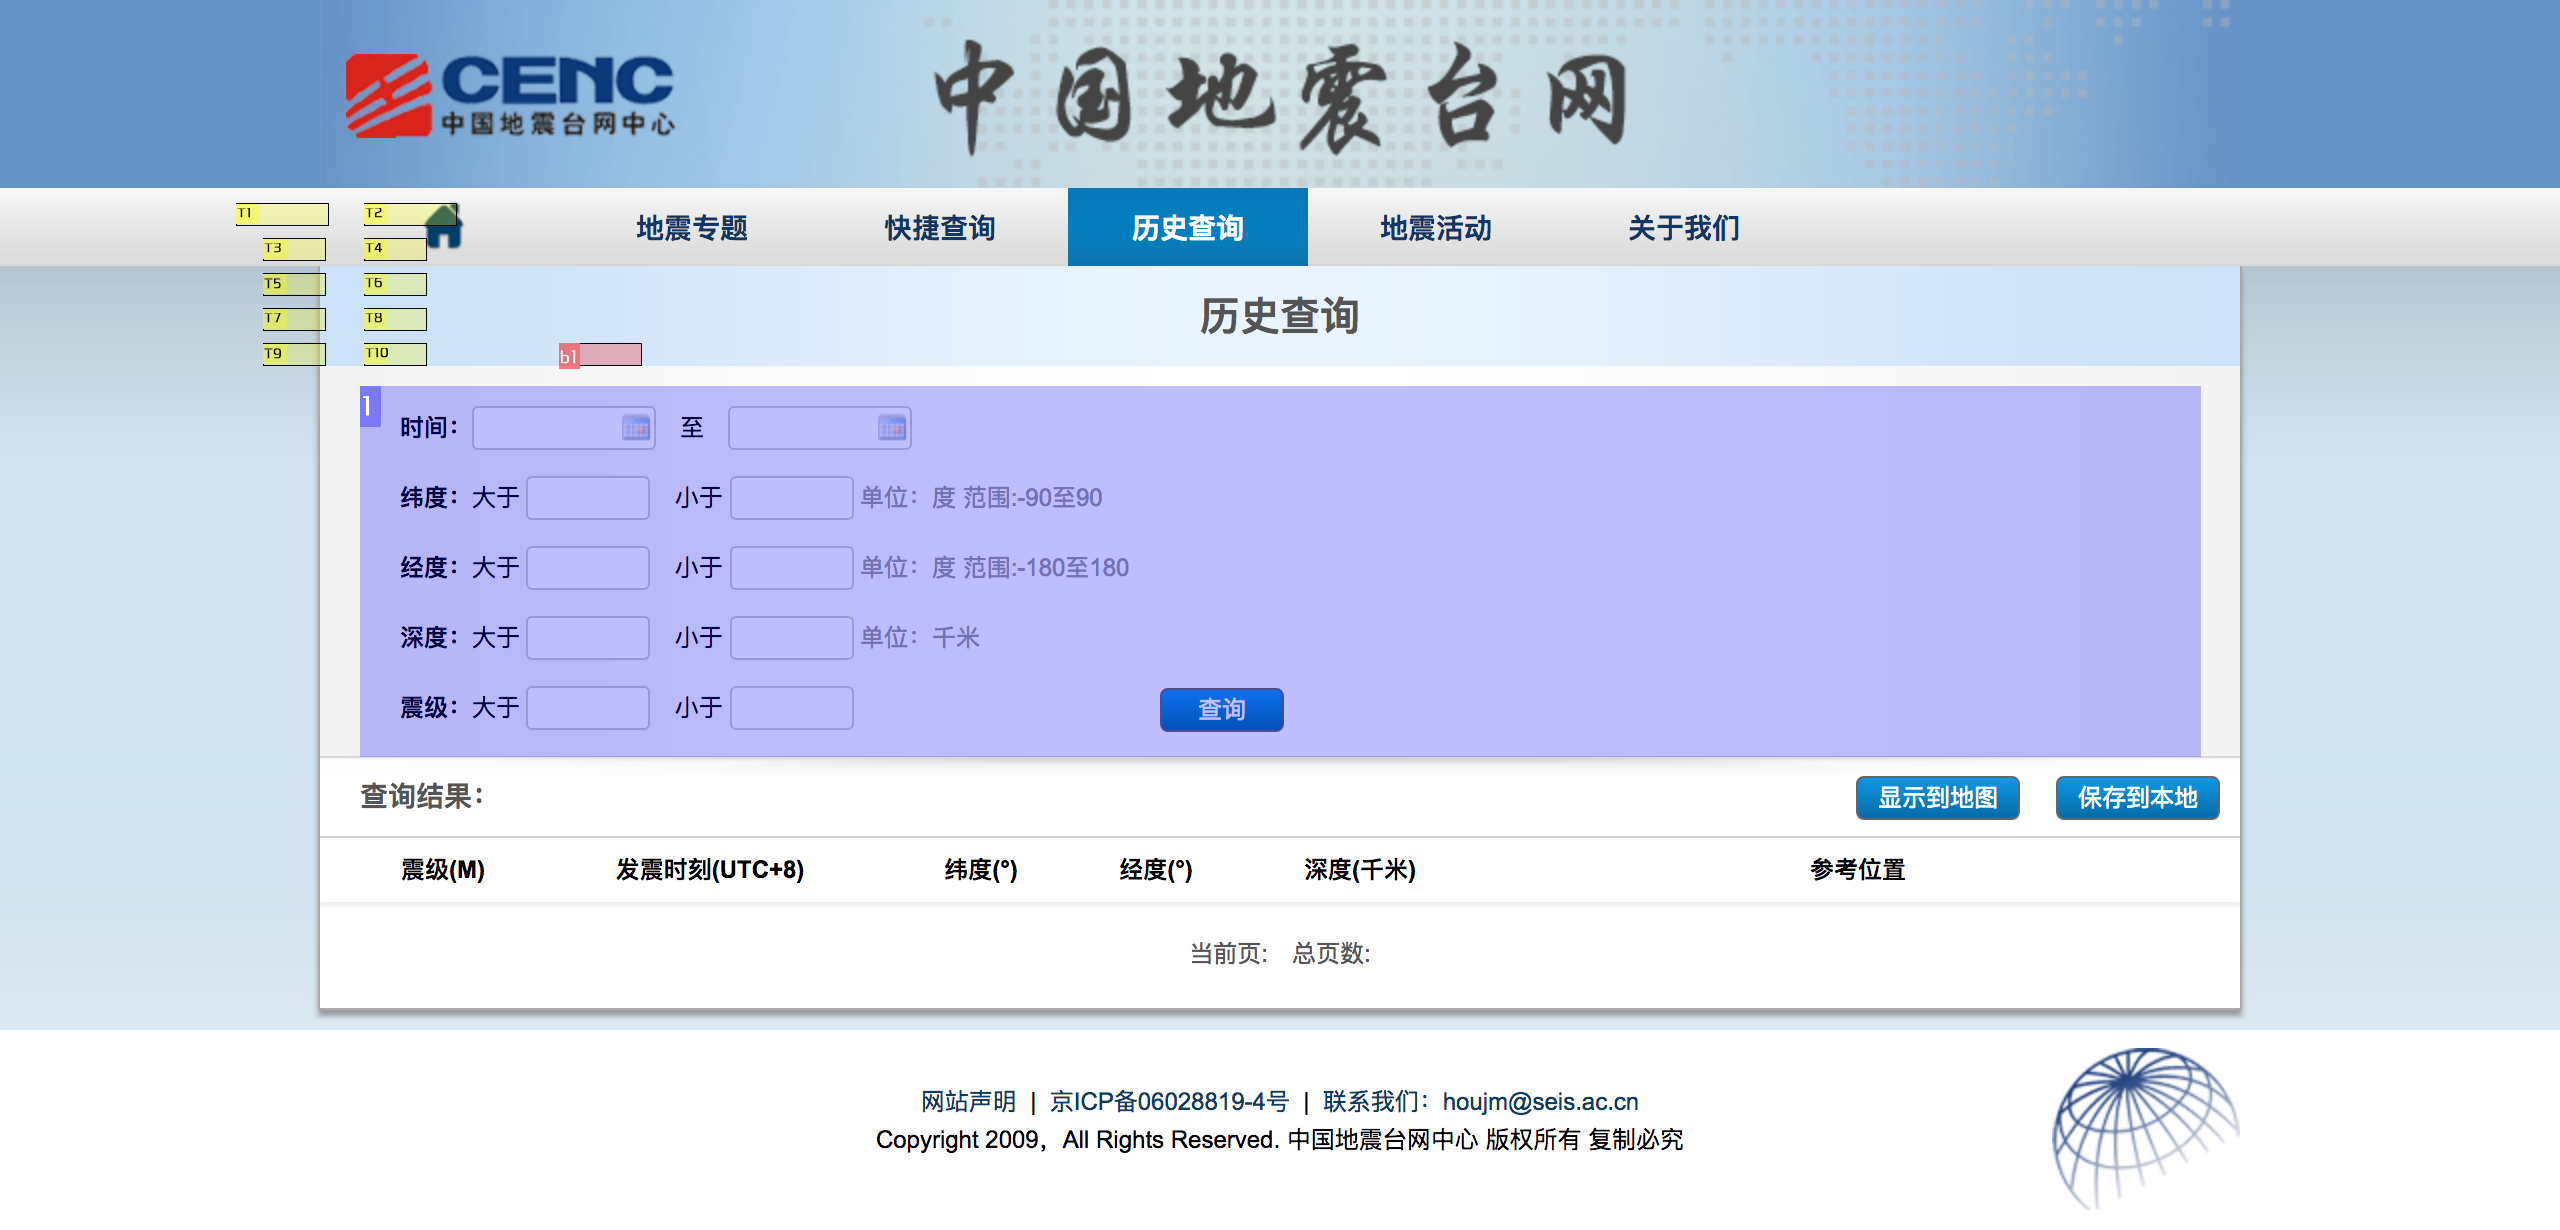 CENC
中国地震台网中心
中国地震台网
地震专题 快捷查询 历史查询 地震活动 关于我们
T1 T2
T3 T4
T5 T6
T7 T8
T9 T10 b1
历史查询
1
时间： 至
纬度：大于 小于 单位：度 范围:-90至90
经度：大于 小于 单位：度 范围:-180至180
深度：大于 小于 单位：千米
震级：大于 小于 查询
查询结果： 显示到地图 保存到本地
震级(M) 发震时刻(UTC+8) 纬度(°) 经度(°) 深度(千米) 参考位置
当前页: 总页数:
网站声明 | 京ICP备06028819-4号 | 联系我们：houjm@seis.ac.cn
Copyright 2009，All Rights Reserved. 中国地震台网中心 版权所有 复制必究